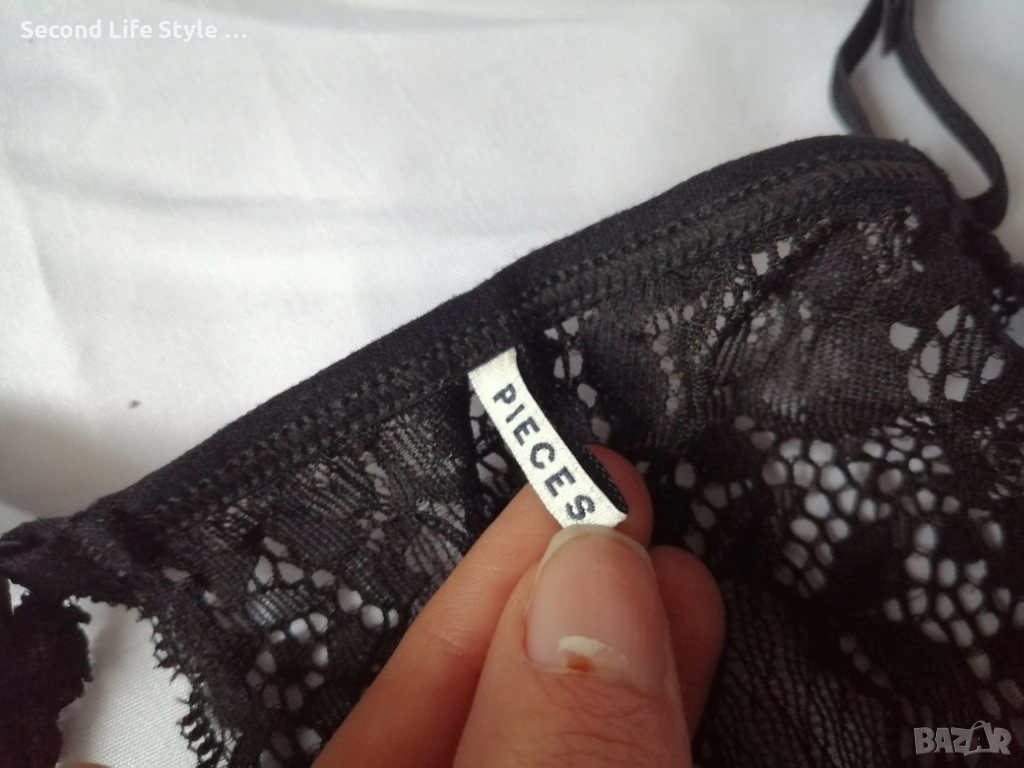 Second Life Style ...
PIECES
BAZAR